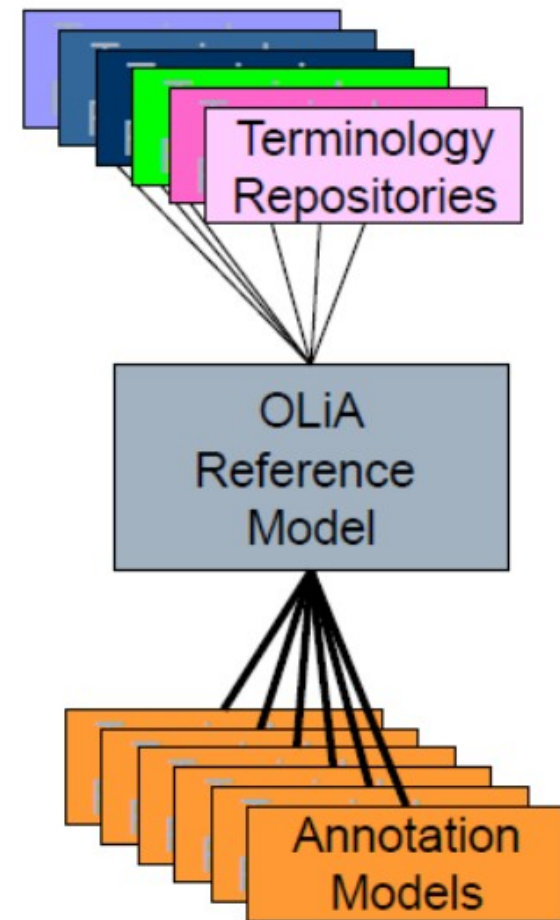 Terminology
Repositories
OLiA
Reference
Model
Annotation
Models